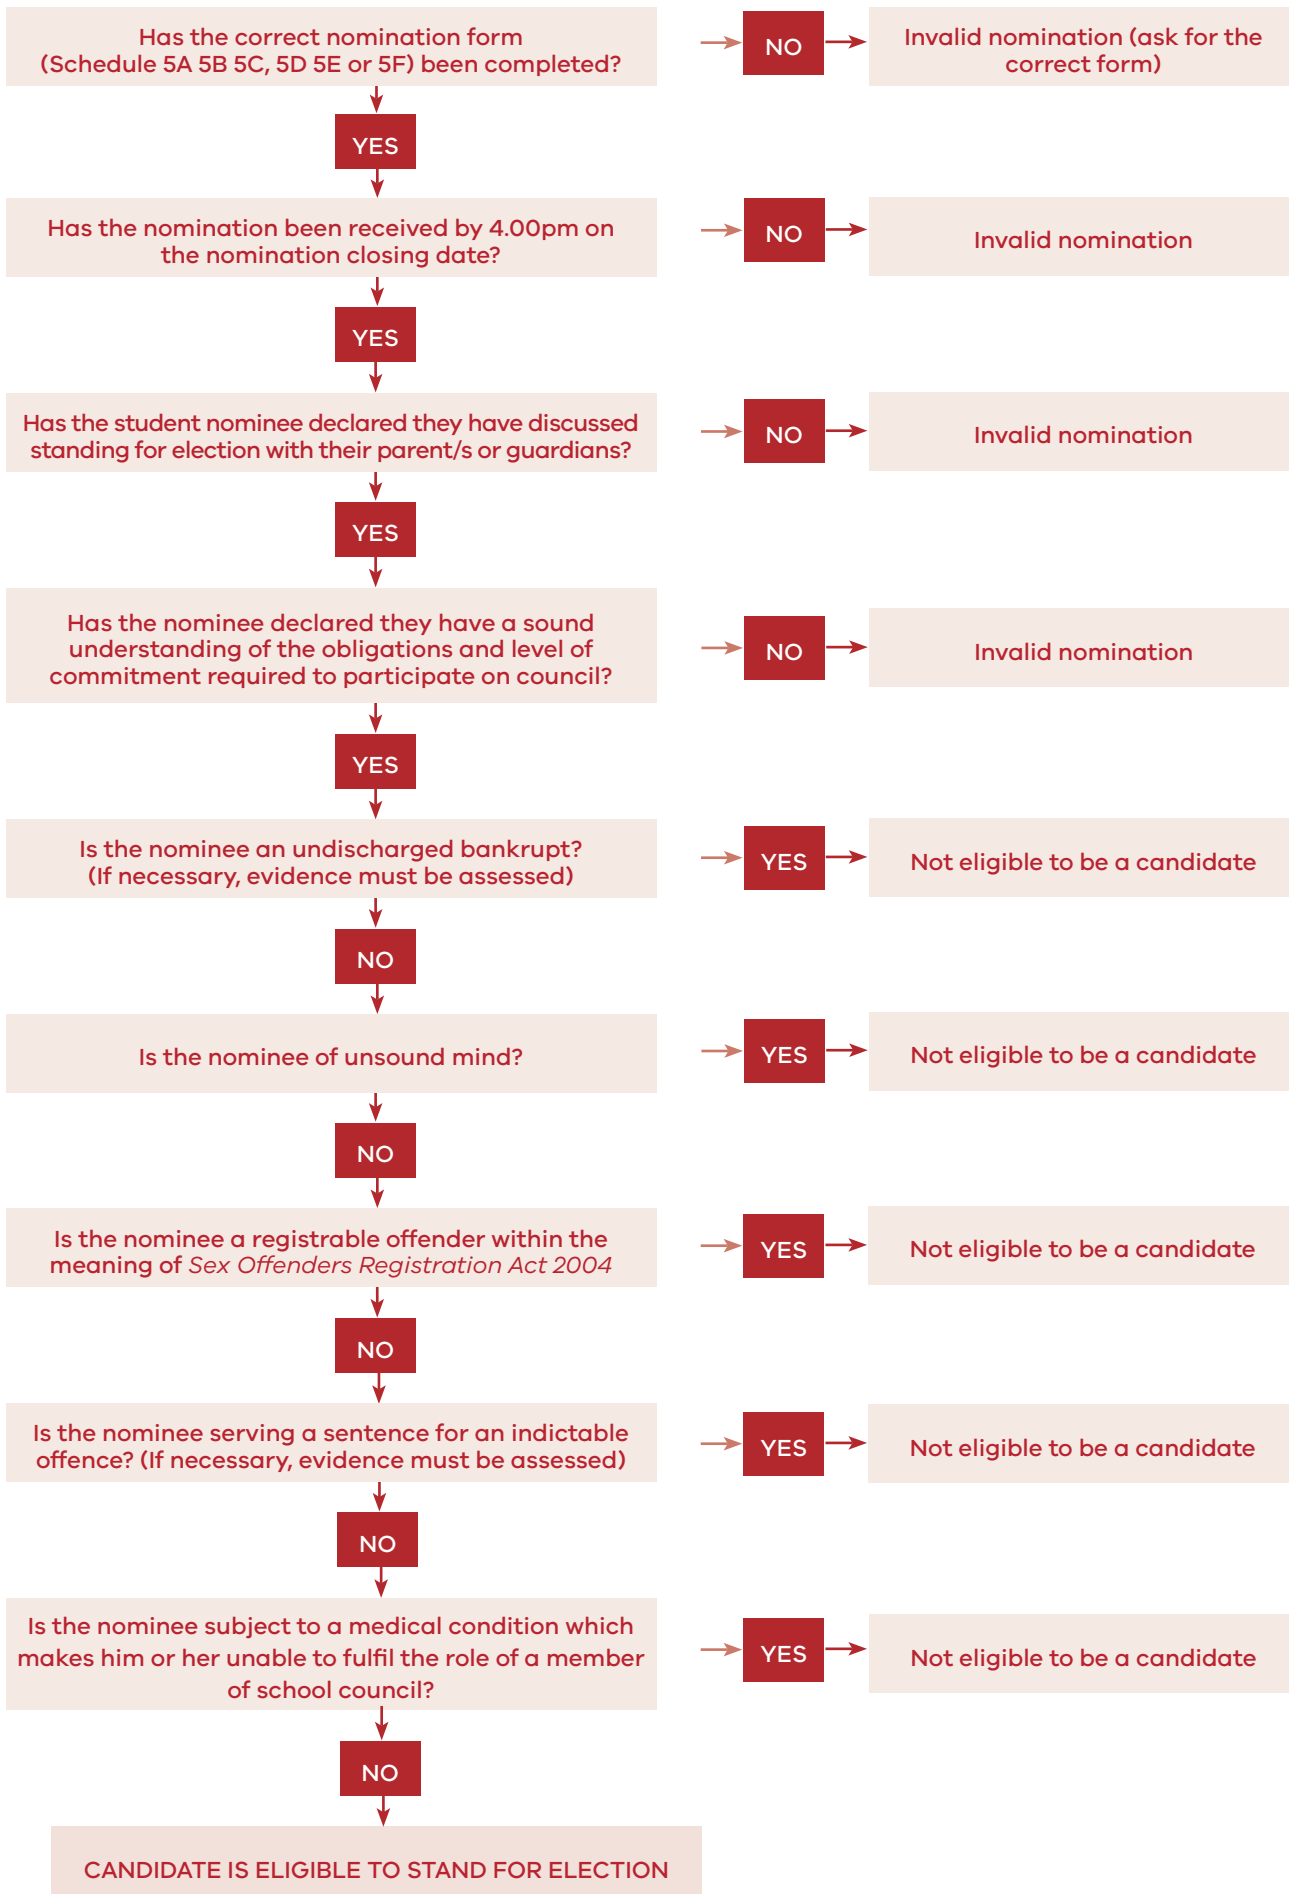 Has the correct nomination form
(Schedule 5A 5B 5C, 5D 5E or 5F) been completed?
NO
Invalid nomination (ask for the
correct form)
YES
Has the nomination been received by 4.00pm on
the nomination closing date?
NO
Invalid nomination
YES
Has the student nominee declared they have discussed
standing for election with their parent/s or guardians?
NO
Invalid nomination
YES
Has the nominee declared they have a sound
understanding of the obligations and level of
commitment required to participate on council?
NO
Invalid nomination
YES
Is the nominee an undischarged bankrupt?
(If necessary, evidence must be assessed)
YES
Not eligible to be a candidate
NO
Is the nominee of unsound mind?
YES
Not eligible to be a candidate
NO
Is the nominee a registrable offender within the
meaning of Sex Offenders Registration Act 2004
YES
Not eligible to be a candidate
NO
Is the nominee serving a sentence for an indictable
offence? (If necessary, evidence must be assessed)
YES
Not eligible to be a candidate
NO
Is the nominee subject to a medical condition which
makes him or her unable to fulfil the role of a member
of school council?
YES
Not eligible to be a candidate
NO
CANDIDATE IS ELIGIBLE TO STAND FOR ELECTION